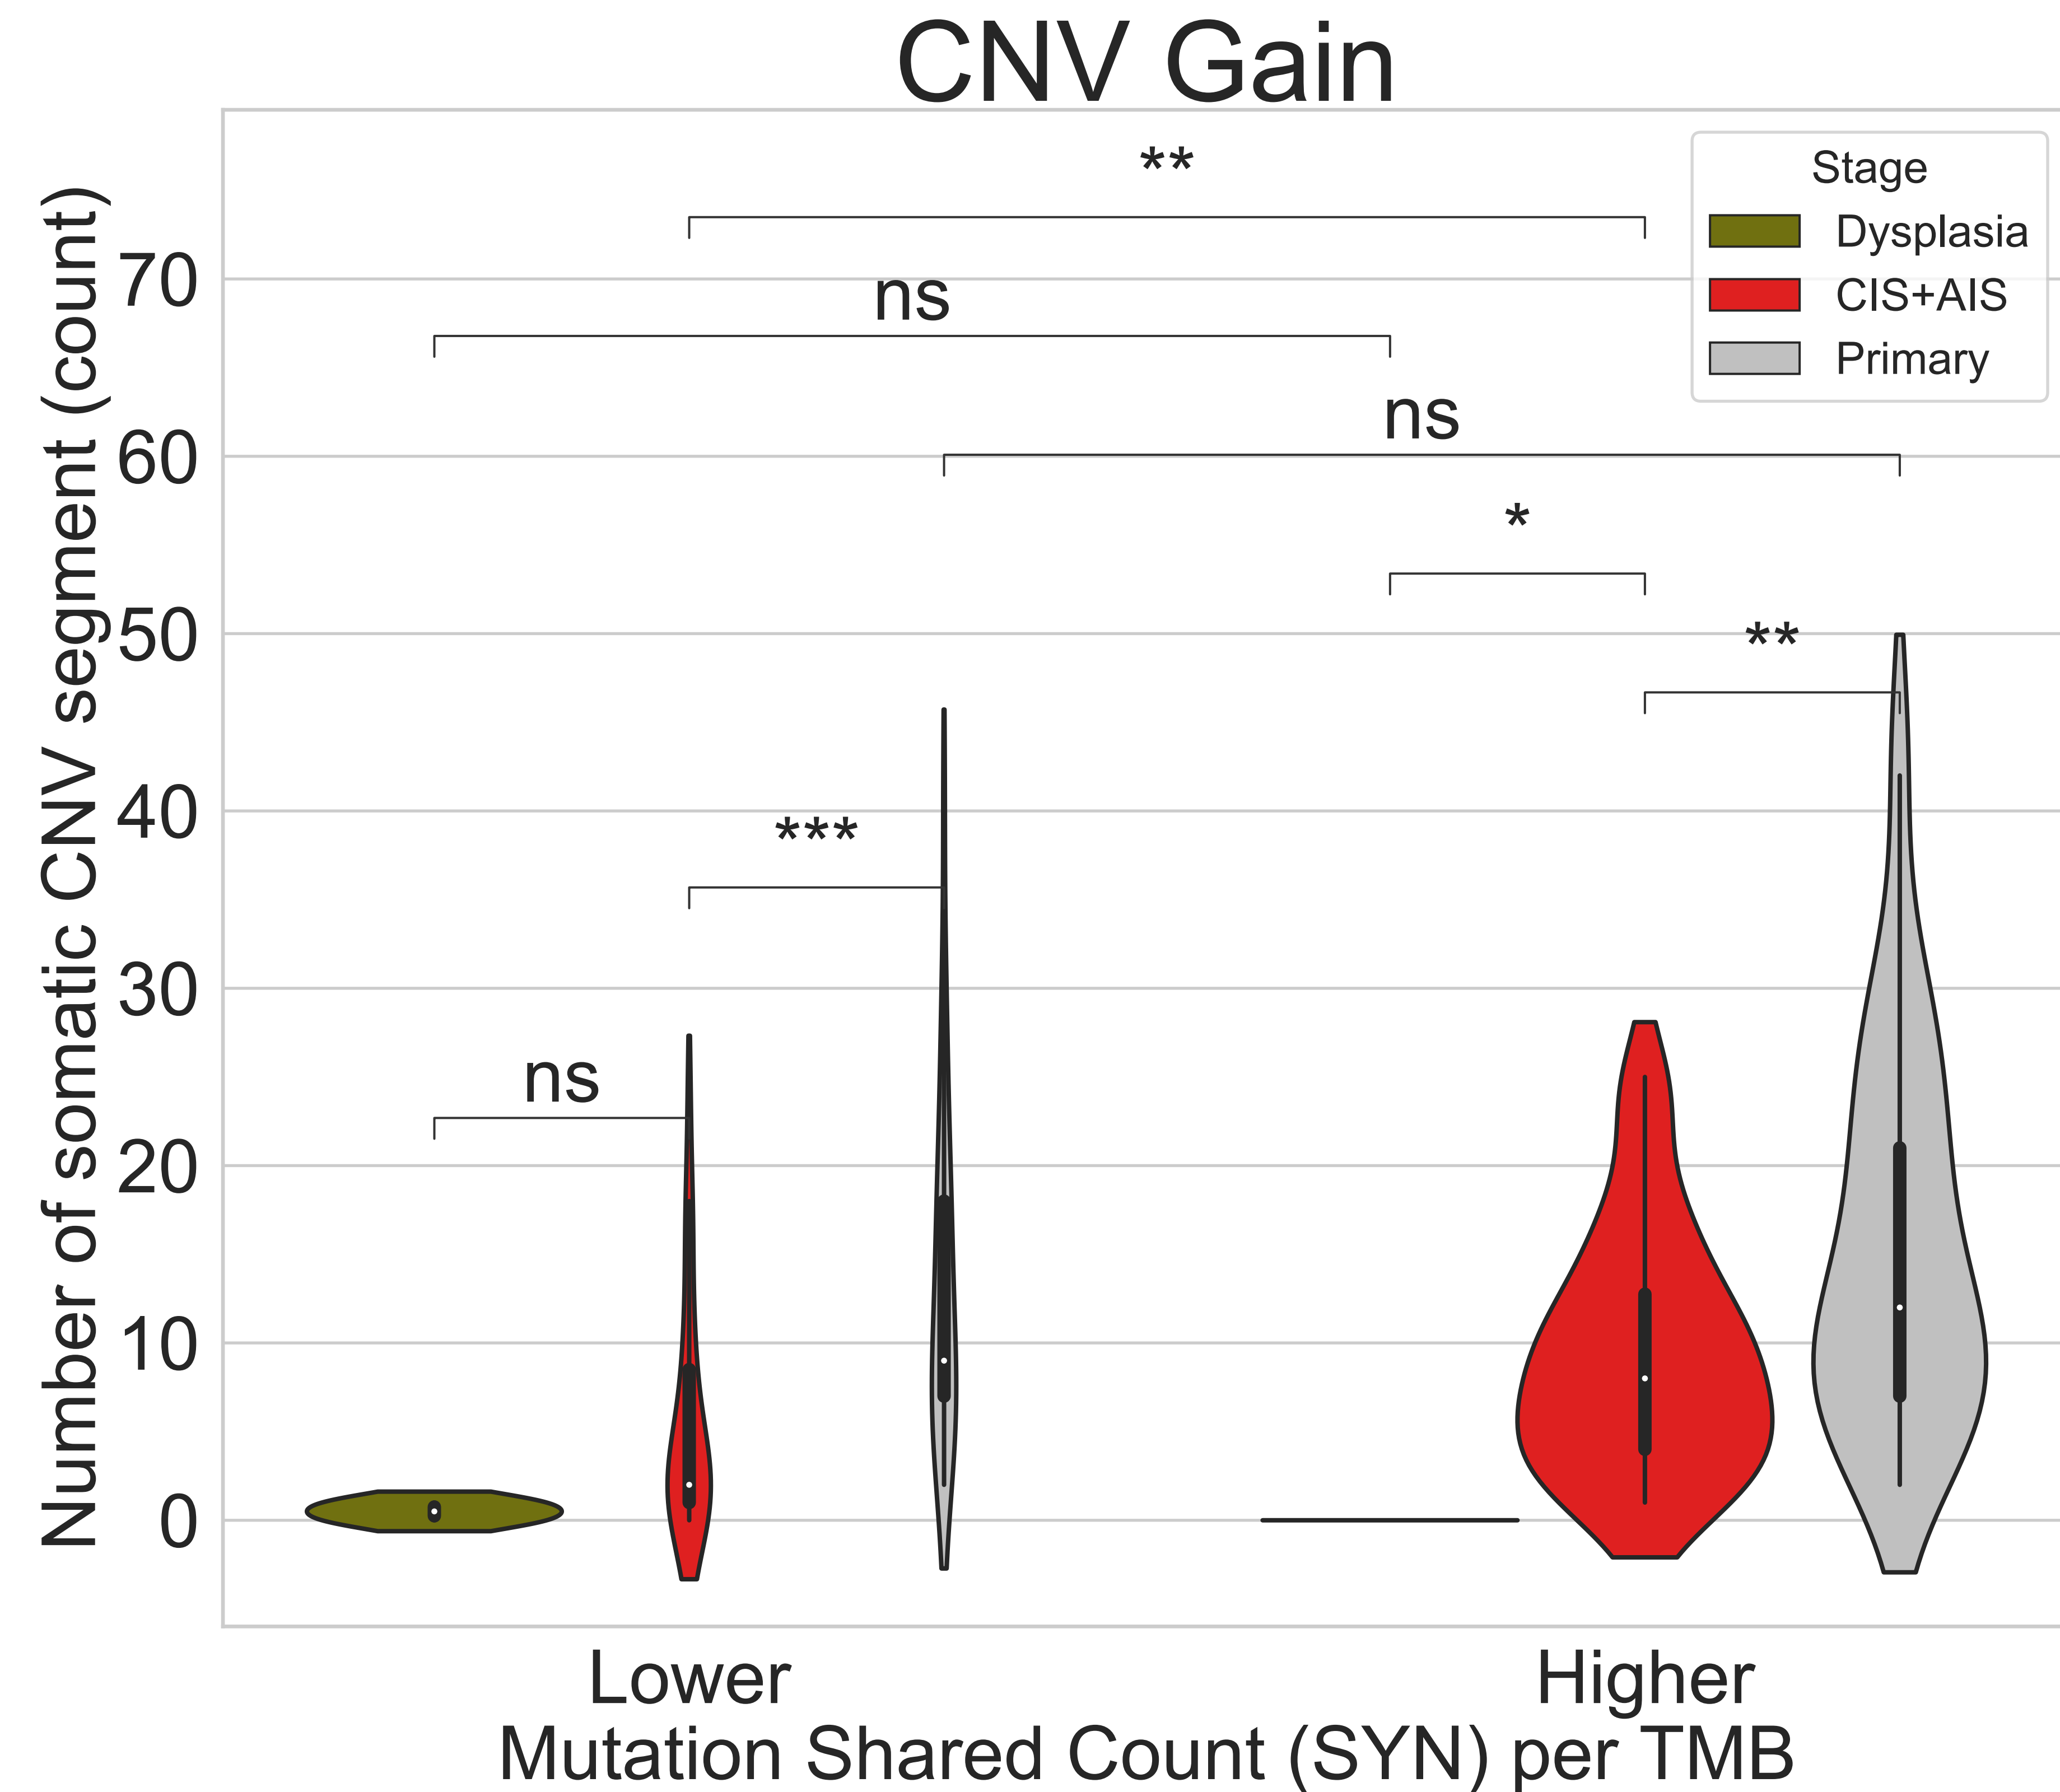 CNV Gain
Number of somatic CNV segment (count)
70
60
50
40
30
20
10
0
**
ns
ns
*
**
***
ns
Stage
Dysplasia
CIS+AIS
Primary
Lower
Higher
Mutation Shared Count (SYN) per TMB